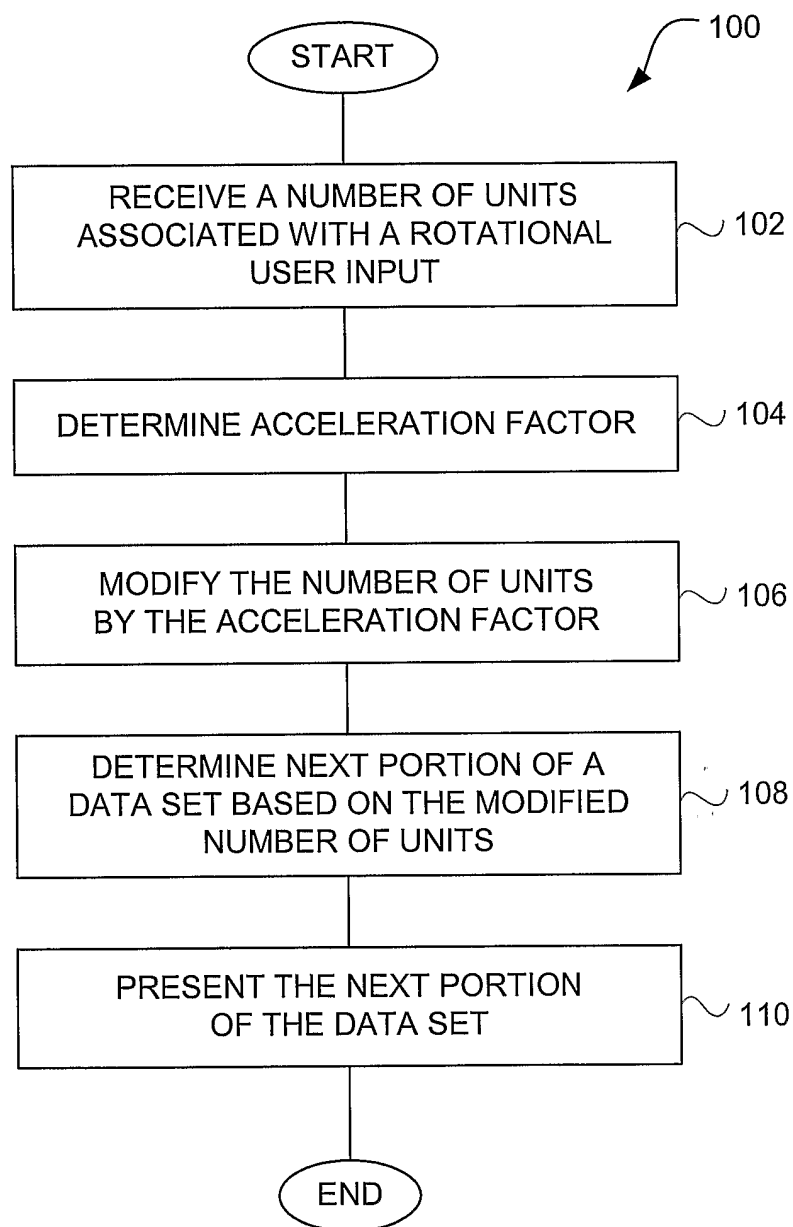 100
START
RECEIVE A NUMBER OF UNITS
ASSOCIATED WITH A ROTATIONAL
USER INPUT
102
DETERMINE ACCELERATION FACTOR
104
MODIFY THE NUMBER OF UNITS
BY THE ACCELERATION FACTOR
106
DETERMINE NEXT PORTION OF A
DATA SET BASED ON THE MODIFIED
NUMBER OF UNITS
108
PRESENT THE NEXT PORTION
OF THE DATA SET
110
END